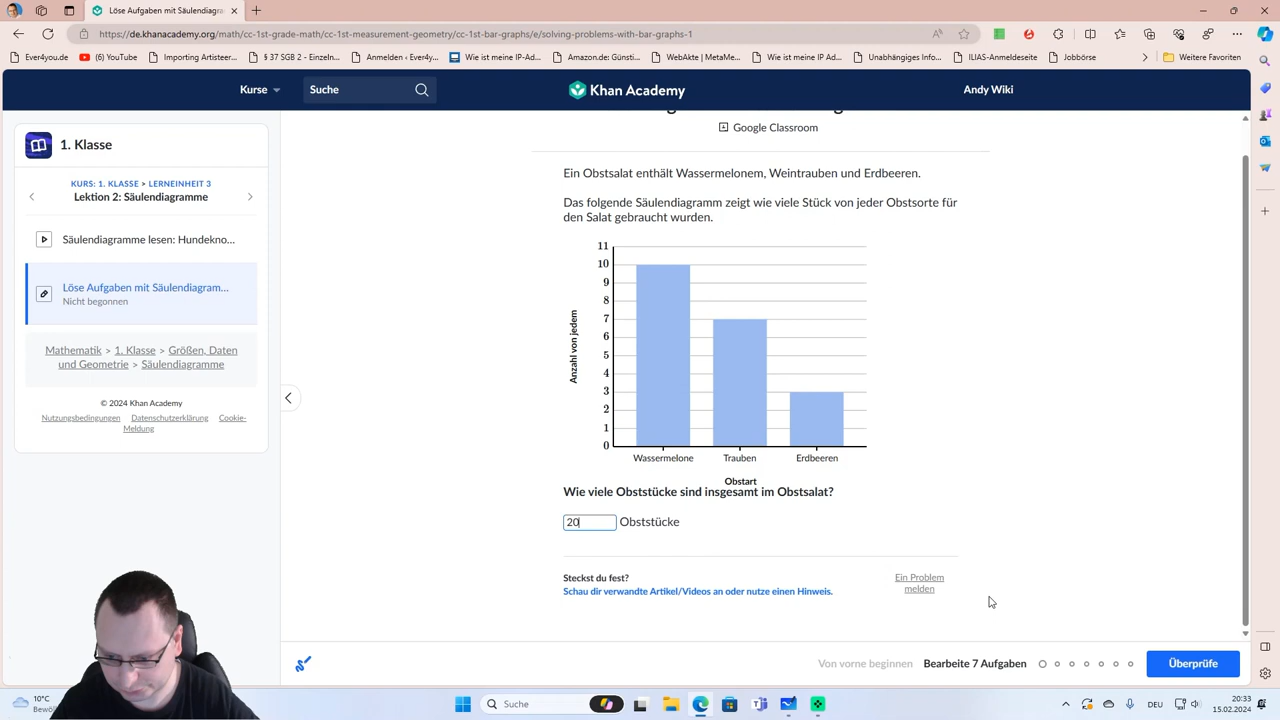 Löse Aufgaben mit Säulendiagra
https://de.khanacademy.org/math/cc-1st-grade-math/cc-1st-measurement-geometry/cc-1st-bar-graphs/e/solving-problems-with-bar-graphs-1
Ever4you.de (6) YouTube Importing Artisteer... § 37 SGB 2 - Einzeln... Anmelden ‹ Ever4y... Wie ist meine IP-Ad... Amazon.de: Günsti... WebAkte | MetaMe... Wie ist meine IP-Ad... Unabhängiges Info... ILIAS-Anmeldeseite Jobbörse Weitere Favoriten
Kurse Suche Khan Academy Andy Wiki
Google Classroom
1. Klasse
KURS: 1. KLASSE > LERNEINHEIT 3
Lektion 2: Säulendiagramme
Säulendiagramme lesen: Hundekno...
Löse Aufgaben mit Säulendiagram...
Nicht begonnen
Mathematik > 1. Klasse > Größen, Daten
und Geometrie > Säulendiagramme
© 2024 Khan Academy
Nutzungsbedingungen Datenschutzerklärung Cookie-
Meldung
Ein Obstsalat enthält Wassermelonem, Weintrauben und Erdbeeren.
Das folgende Säulendiagramm zeigt wie viele Stück von jeder Obstsorte für
den Salat gebraucht wurden.
11
10
9
8
7
6
5
4
3
2
1
0
Anzahl von jedem
Wassermelone Trauben Erdbeeren
Obstart
Wie viele Obststücke sind insgesamt im Obstsalat?
20 Obststücke
Steckst du fest?
Schau dir verwandte Artikel/Videos an oder nutze einen Hinweis.
Ein Problem
melden
Von vorne beginnen Bearbeite 7 Aufgaben Überprüfe
10°C
Suche
DEU
20:33
15.02.2024